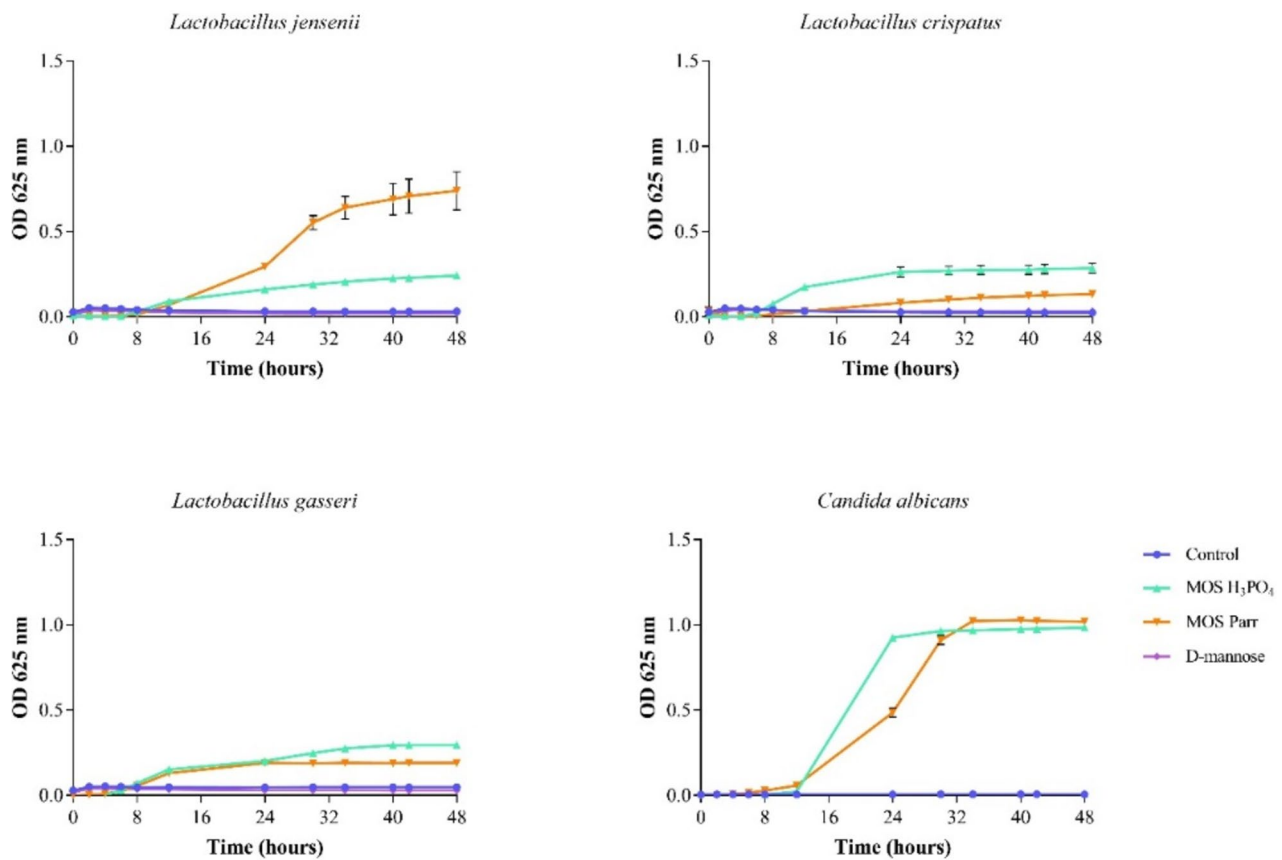 Lactobacillus jensenii
1.5
1.0
0.5
0.0
OD 625 nm
0 8 16 24 32 40 48
Time (hours)
Lactobacillus crispatus
1.5
1.0
0.5
0.0
OD 625 nm
0 8 16 24 32 40 48
Time (hours)
Lactobacillus gasseri
1.5
1.0
0.5
0.0
OD 625 nm
0 8 16 24 32 40 48
Time (hours)
Candida albicans
1.5
1.0
0.5
0.0
OD 625 nm
0 8 16 24 32 40 48
Time (hours)
Control
MOS H₃PO₄
MOS Parr
D-mannose